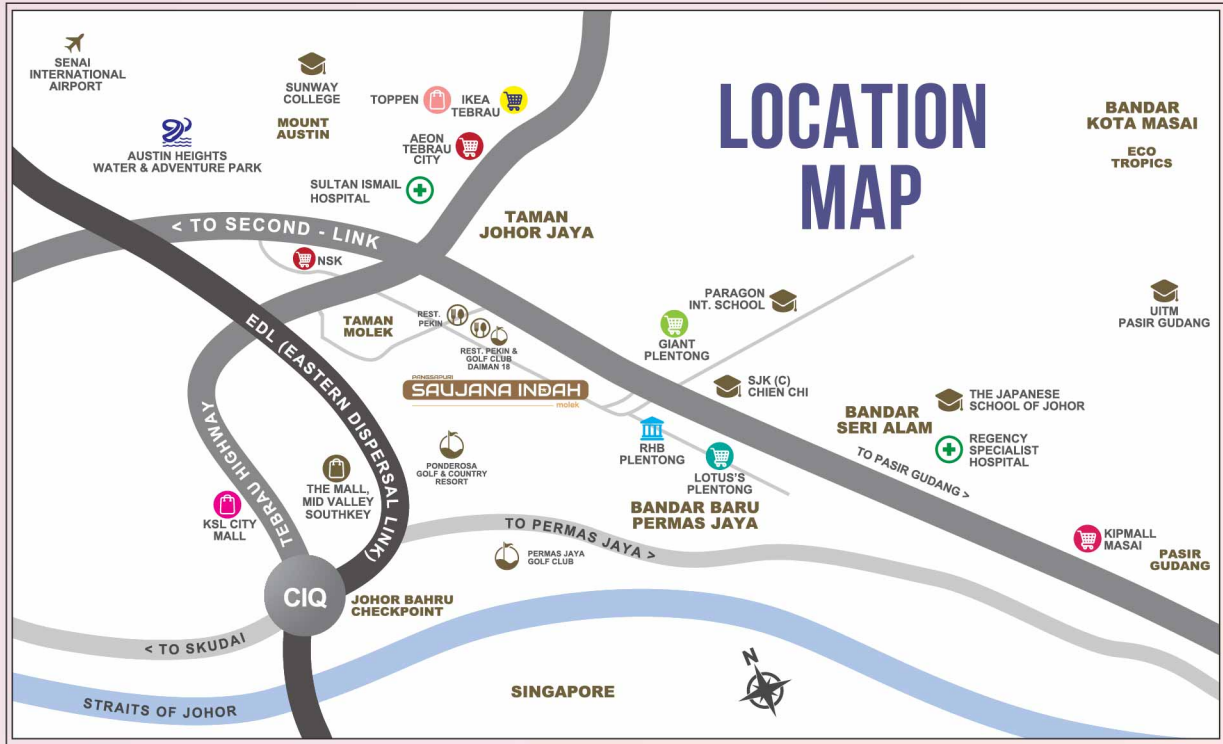 SENAI
INTERNATIONAL
AIRPORT
SUNWAY
COLLEGE
MOUNT
AUSTIN
AUSTIN HEIGHTS
WATER & ADVENTURE PARK
TOPPEN
IKEA
TEBRAU
AEON
TEBRAU
CITY
SULTAN ISMAIL
HOSPITAL
LOCATION
MAP
BANDAR
KOTA MASAI
ECO
TROPICS
TAMAN
JOHOR JAYA
< TO SECOND - LINK
NSK
TAMAN
MOLEK
REST.
PEKIN
REST. PEKIN &
GOLF CLUB
DAIMAN 18
PARAGON
INT. SCHOOL
GIANT
PLENTONG
UITM
PASIR GUDANG
PANGSAPURI
SAUJANA INDAH
molek
SJK (C)
CHIEN CHI
BANDAR
SERI ALAM
THE JAPANESE
SCHOOL OF JOHOR
REGENCY
SPECIALIST
HOSPITAL
EDL (EASTERN DISPERSAL LINK)
TEBRAU HIGHWAY
KSL CITY
MALL
THE MALL,
MID VALLEY
SOUTHKEY
PONDEROSA
GOLF & COUNTRY
RESORT
RHB
PLENTONG
LOTUS'S
PLENTONG
BANDAR BARU
PERMAS JAYA
TO PASIR GUDANG >
KIPMALL
MASAI
PASIR
GUDANG
TO PERMAS JAYA >
PERMAS JAYA
GOLF CLUB
CIQ
JOHOR BAHRU
CHECKPOINT
< TO SKUDAI
STRAITS OF JOHOR
SINGAPORE
N